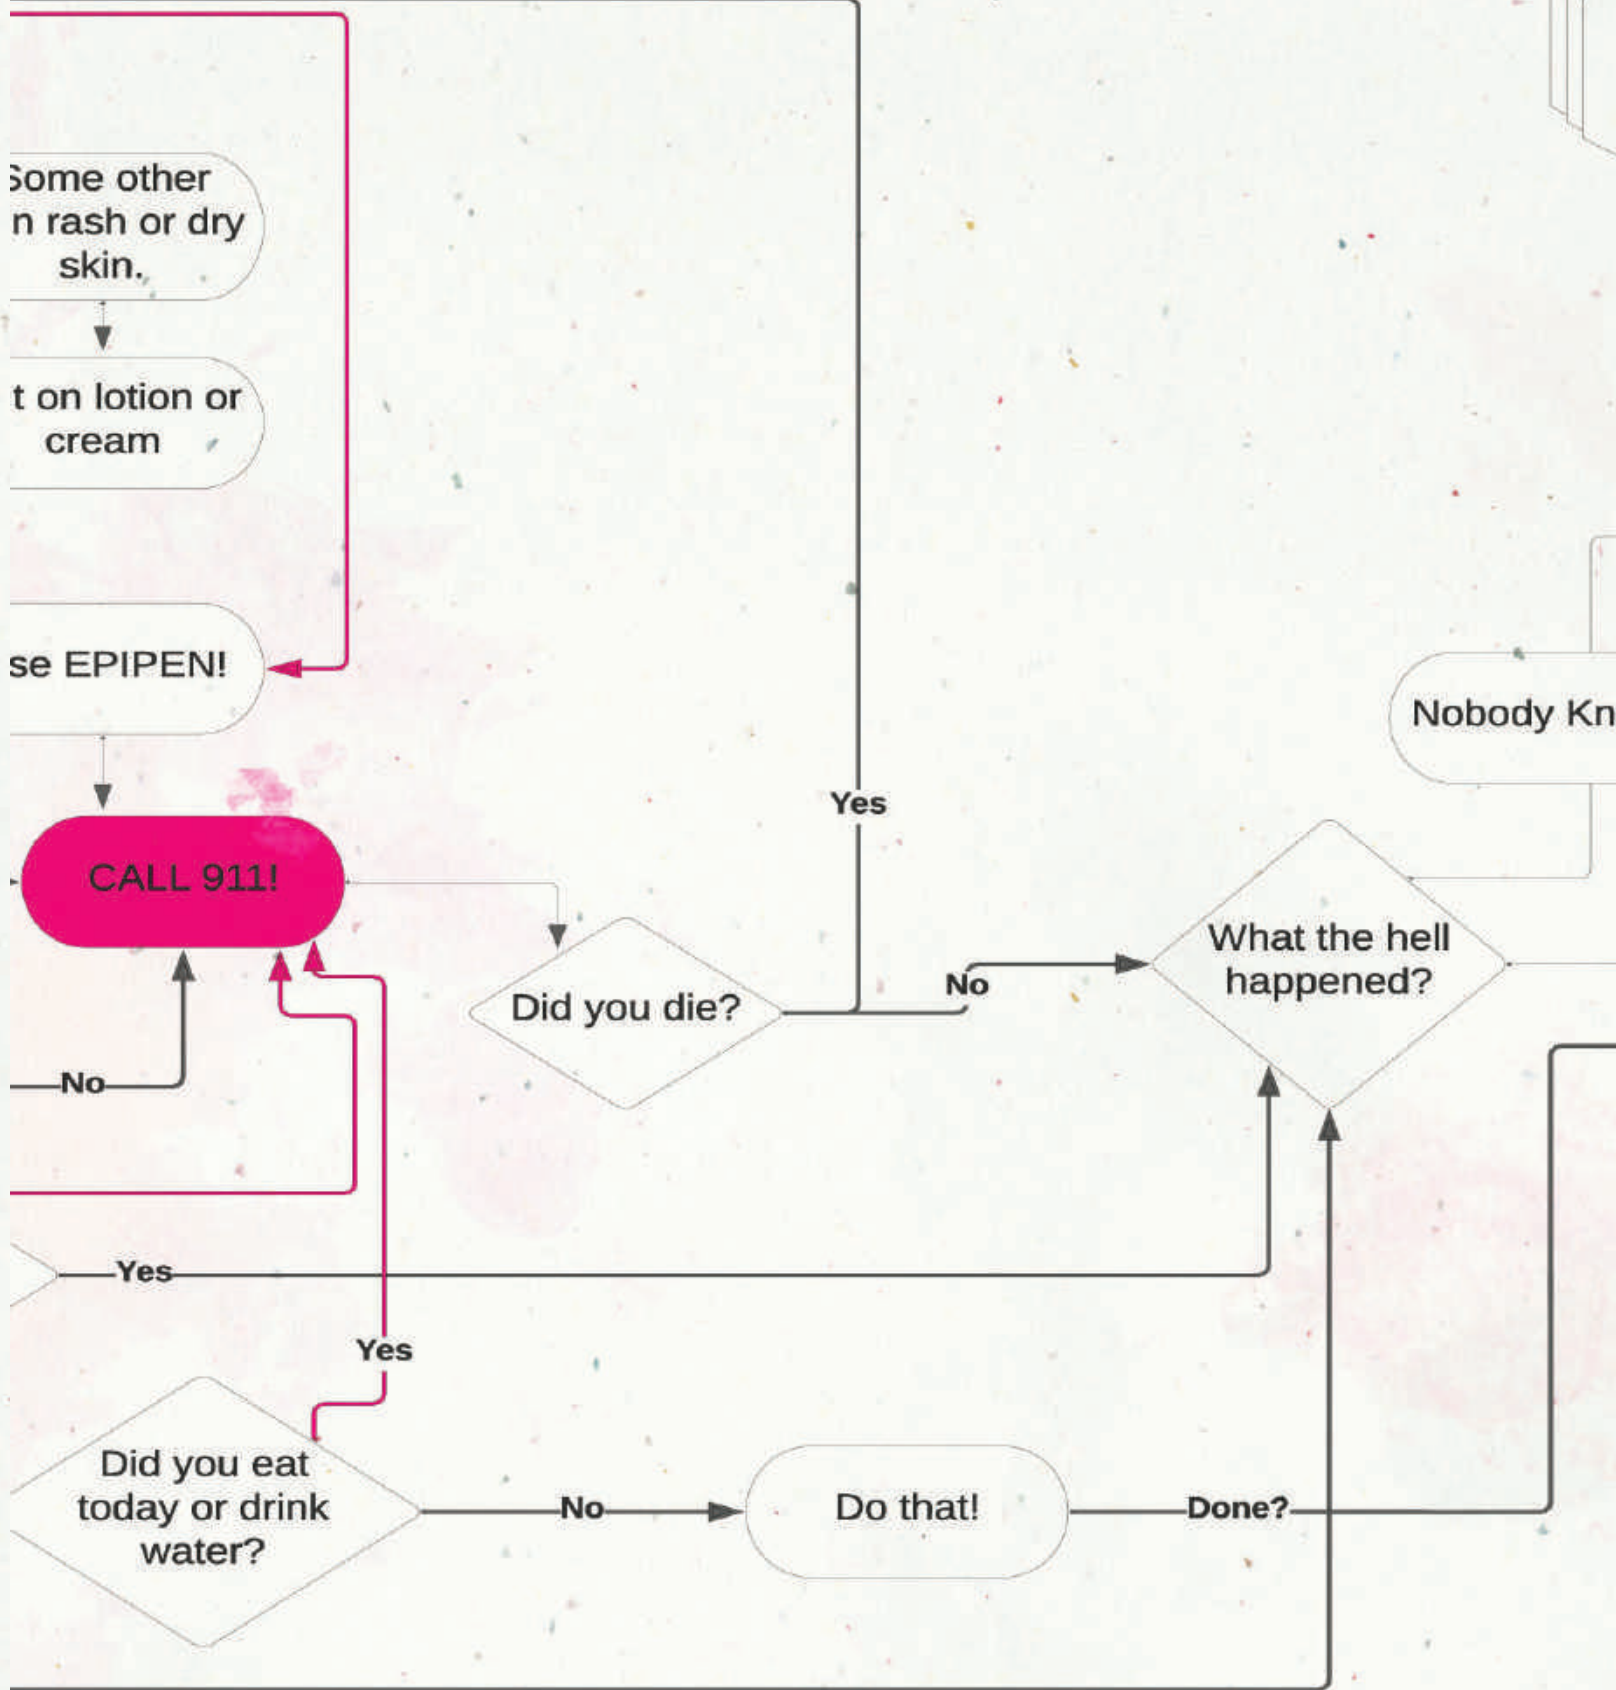 Some other
n rash or dry
skin.
t on lotion or
cream
se EPIPEN!
Nobody Kn
Yes
CALL 911!
What the hell
happened?
Did you die?
No
No
Yes
Yes
Did you eat
today or drink
water?
No
Do that!
Done?